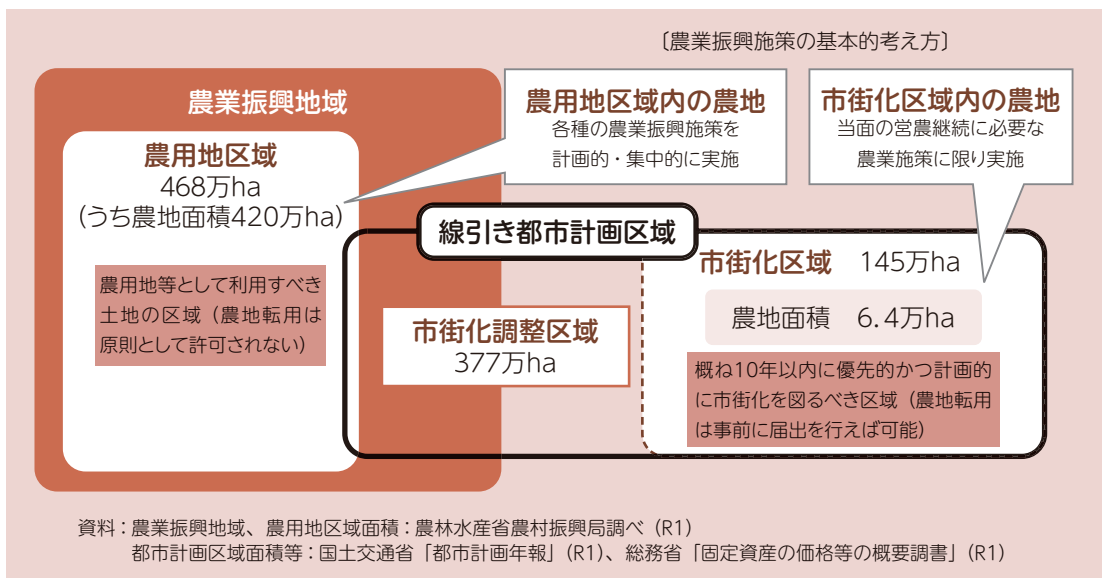 〔農業振興施策の基本的考え方〕
農業振興地域
農用地区域
468万ha
(うち農地面積420万ha)
農用地等として利用すべき
土地の区域（農地転用は
原則として許可されない）
農用地区域内の農地
各種の農業振興施策を
計画的・集中的に実施
市街化区域内の農地
当面の営農継続に必要な
農業施策に限り実施
線引き都市計画区域
市街化調整区域
377万ha
市街化区域　145万ha
農地面積　6.4万ha
概ね10年以内に優先的かつ計画的
に市街化を図るべき区域（農地転用
は事前に届出を行えば可能）
資料：農業振興地域、農用地区域面積：農林水産省農村振興局調べ（R1）
都市計画区域面積等：国土交通省「都市計画年報」（R1）、総務省「固定資産の価格等の概要調書」（R1）